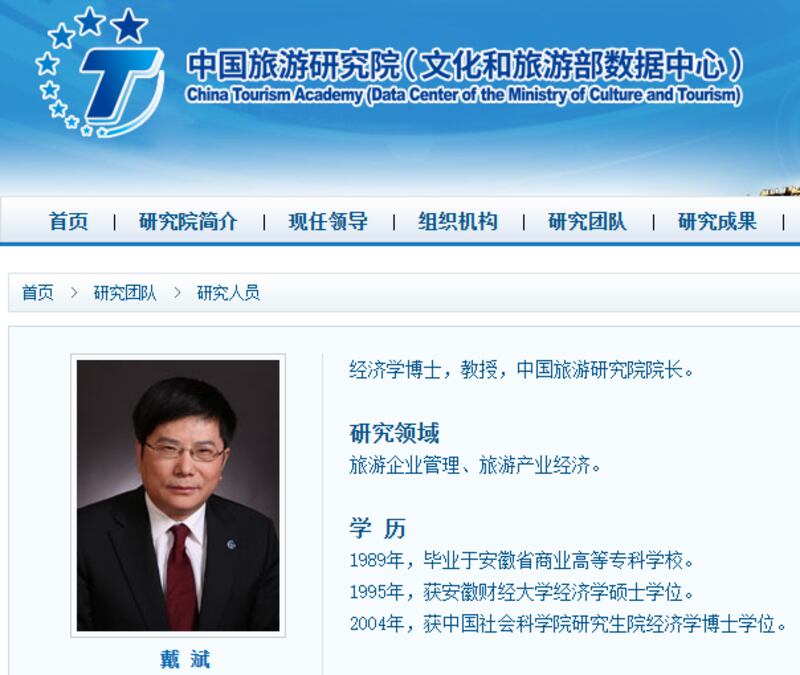 中国旅游研究院（文化和旅游部数据中心）
China Tourism Academy (Data Center of the Ministry of Culture and Tourism)
首页 | 研究院简介 | 现任领导 | 组织机构 | 研究团队 | 研究成果 |
首页 > 研究团队 > 研究人员
经济学博士，教授，中国旅游研究院院长。
研究领域
旅游企业管理、旅游产业经济。
学 历
1989年，毕业于安徽省商业高等专科学校。
1995年，获安徽财经大学经济学硕士学位。
2004年，获中国社会科学院研究生院经济学博士学位。
戴 斌